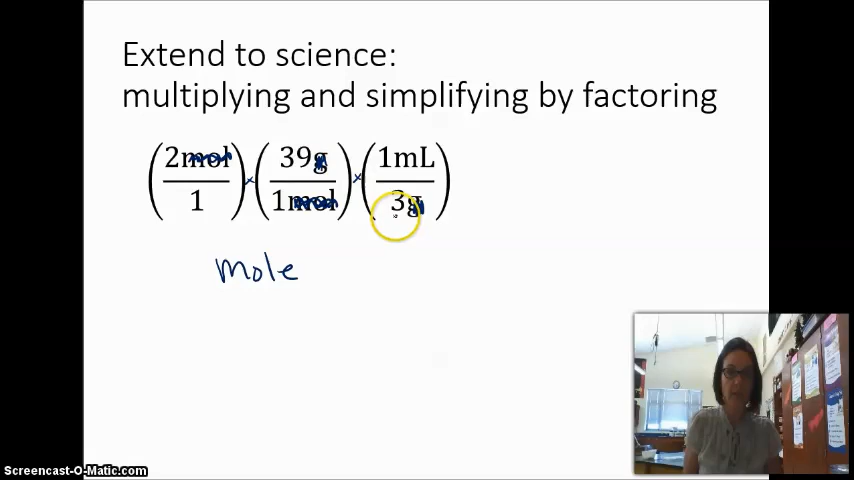 Extend to science:
multiplying and simplifying by factoring
(2mol/1) × (39g/1mol) × (1mL/3g)
mole
Screencast-O-Matic.com